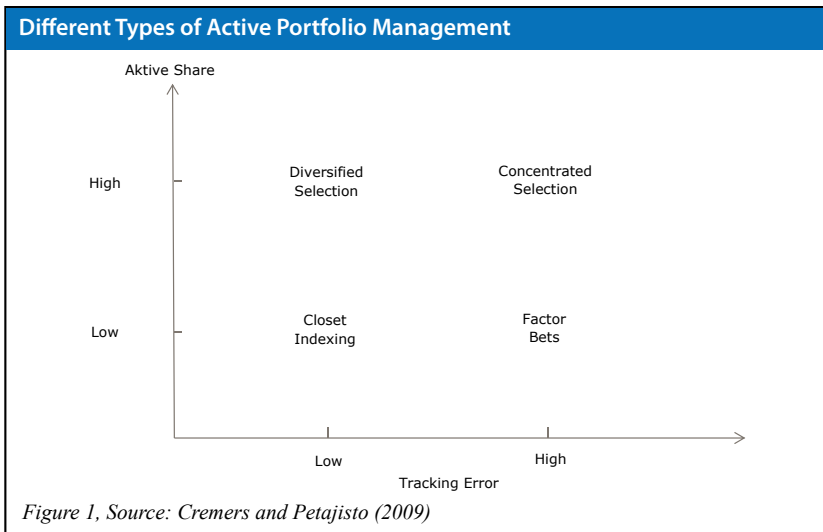 Different Types of Active Portfolio Management
Aktive Share
High
Diversified
Selection
Concentrated
Selection
Low
Closet
Indexing
Factor
Bets
Low
High
Tracking Error
Figure 1, Source: Cremers and Petajisto (2009)